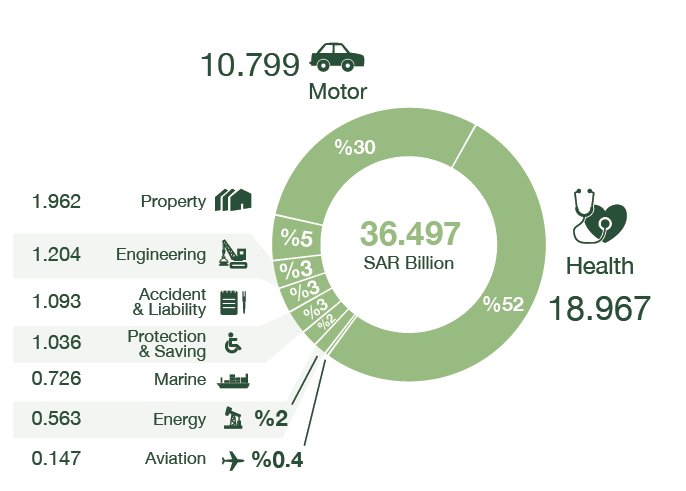 10.799
Motor
%30
1.962 Property
%5
36.497
SAR Billion
1.204 Engineering
%3
Health
18.967
%52
1.093 Accident
& Liability
%3
1.036 Protection
& Saving
%3
%2
0.726 Marine
0.563 Energy %2
0.147 Aviation %0.4